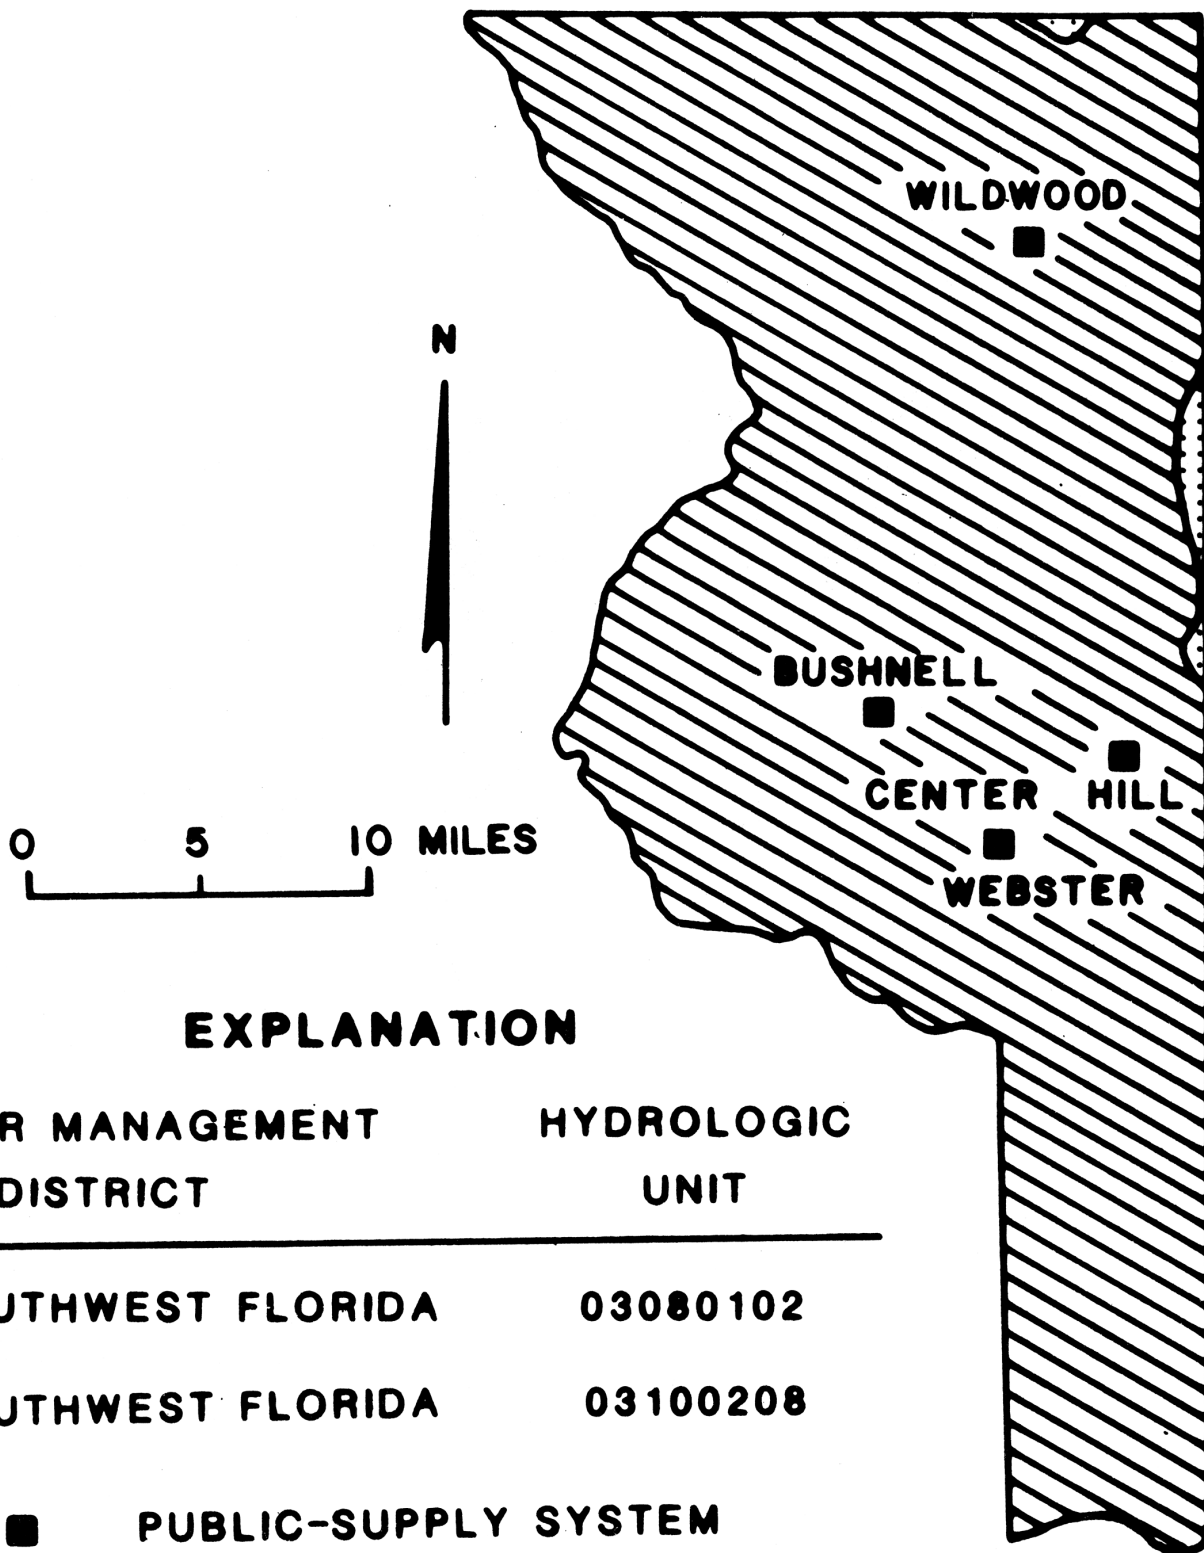 WILDWOOD
N
BUSHNELL
CENTER HILL
0 5 10 MILES
WEBSTER
EXPLANATION
R MANAGEMENT HYDROLOGIC
DISTRICT UNIT
UTHWEST FLORIDA 03080102
UTHWEST FLORIDA 03100208
PUBLIC-SUPPLY SYSTEM